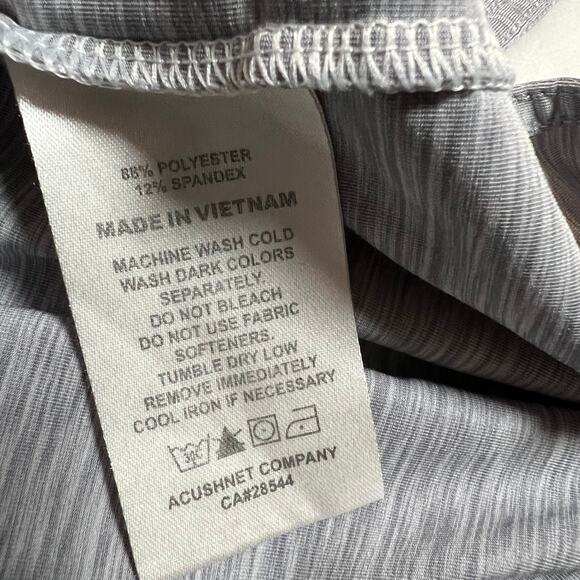 88% POLYESTER
12% SPANDEX
MADE IN VIETNAM
MACHINE WASH COLD
WASH DARK COLORS
SEPARATELY.
DO NOT BLEACH
DO NOT USE FABRIC
SOFTENERS.
TUMBLE DRY LOW
REMOVE IMMEDIATELY
COOL IRON IF NECESSARY
30C
ACUSHNET COMPANY
CA#28544